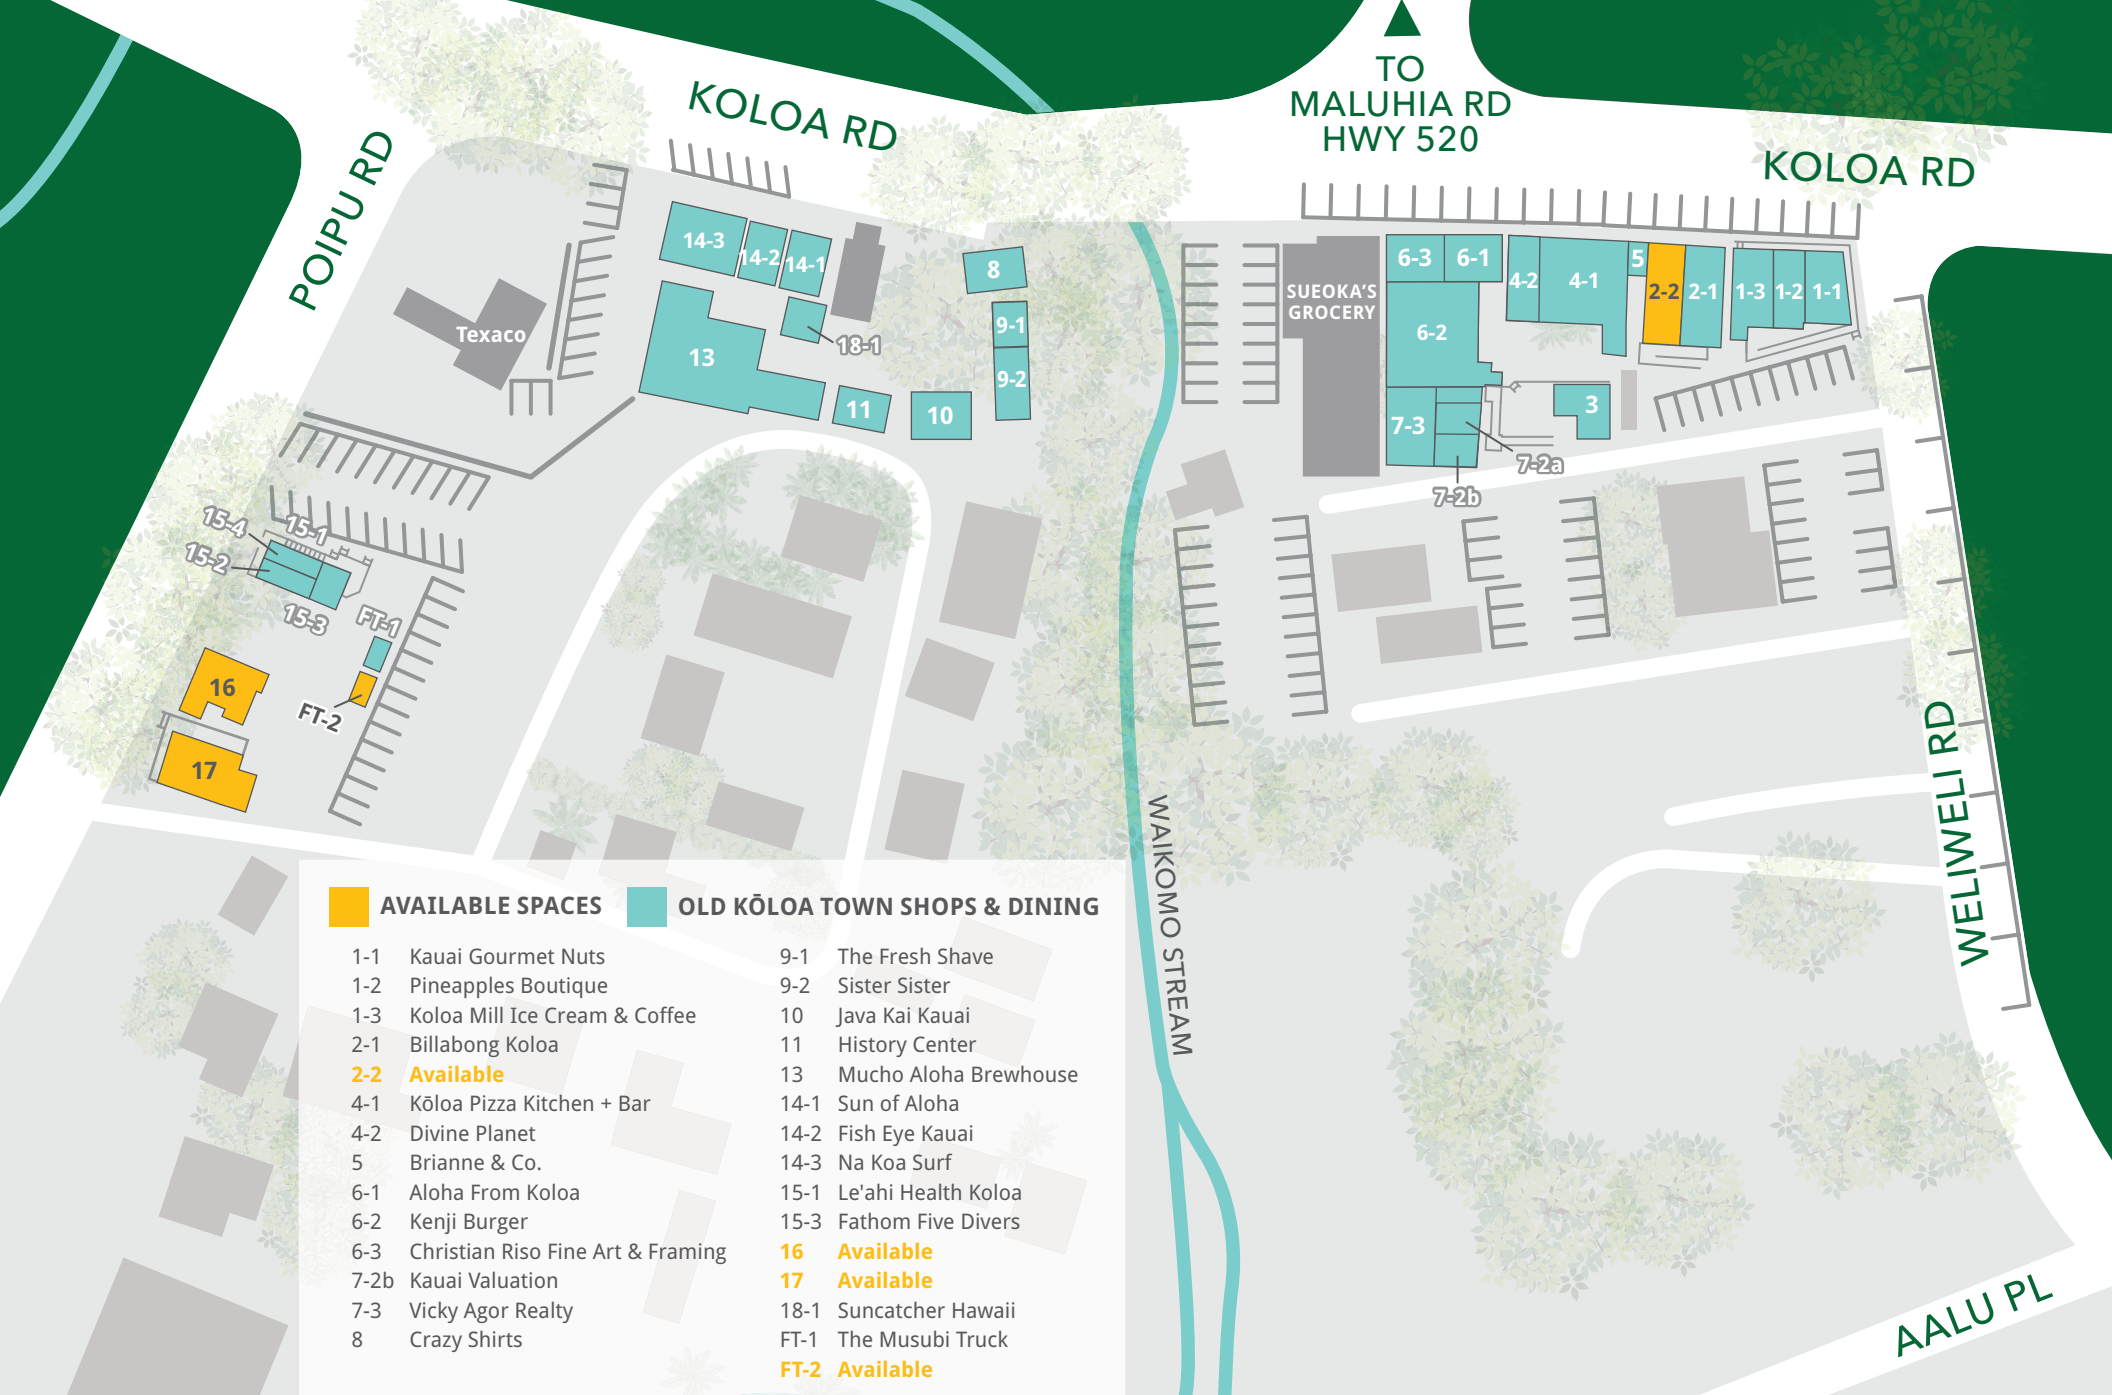 KOLOA RD
TO
MALUHIA RD
HWY 520
KOLOA RD
POIPU RD
14-3
14-2
14-1
8
6-3
6-1
4-2
4-1
5
2-2
2-1
1-3
1-2
1-1
SUEOKA'S
GROCERY
Texaco
18-1
13
9-1
9-2
6-2
11
10
7-3
3
7-2a
7-2b
15-4
15-1
15-2
15-3
FT-1
16
FT-2
17
WELIWELI RD
WAIKOMO STREAM
AALU PL
AVAILABLE SPACES
OLD KŌLOA TOWN SHOPS & DINING
1-1 Kauai Gourmet Nuts
1-2 Pineapples Boutique
1-3 Koloa Mill Ice Cream & Coffee
2-1 Billabong Koloa
2-2 Available
4-1 Kōloa Pizza Kitchen + Bar
4-2 Divine Planet
5 Brianne & Co.
6-1 Aloha From Koloa
6-2 Kenji Burger
6-3 Christian Riso Fine Art & Framing
7-2b Kauai Valuation
7-3 Vicky Agor Realty
8 Crazy Shirts
9-1 The Fresh Shave
9-2 Sister Sister
10 Java Kai Kauai
11 History Center
13 Mucho Aloha Brewhouse
14-1 Sun of Aloha
14-2 Fish Eye Kauai
14-3 Na Koa Surf
15-1 Le'ahi Health Koloa
15-3 Fathom Five Divers
16 Available
17 Available
18-1 Suncatcher Hawaii
FT-1 The Musubi Truck
FT-2 Available